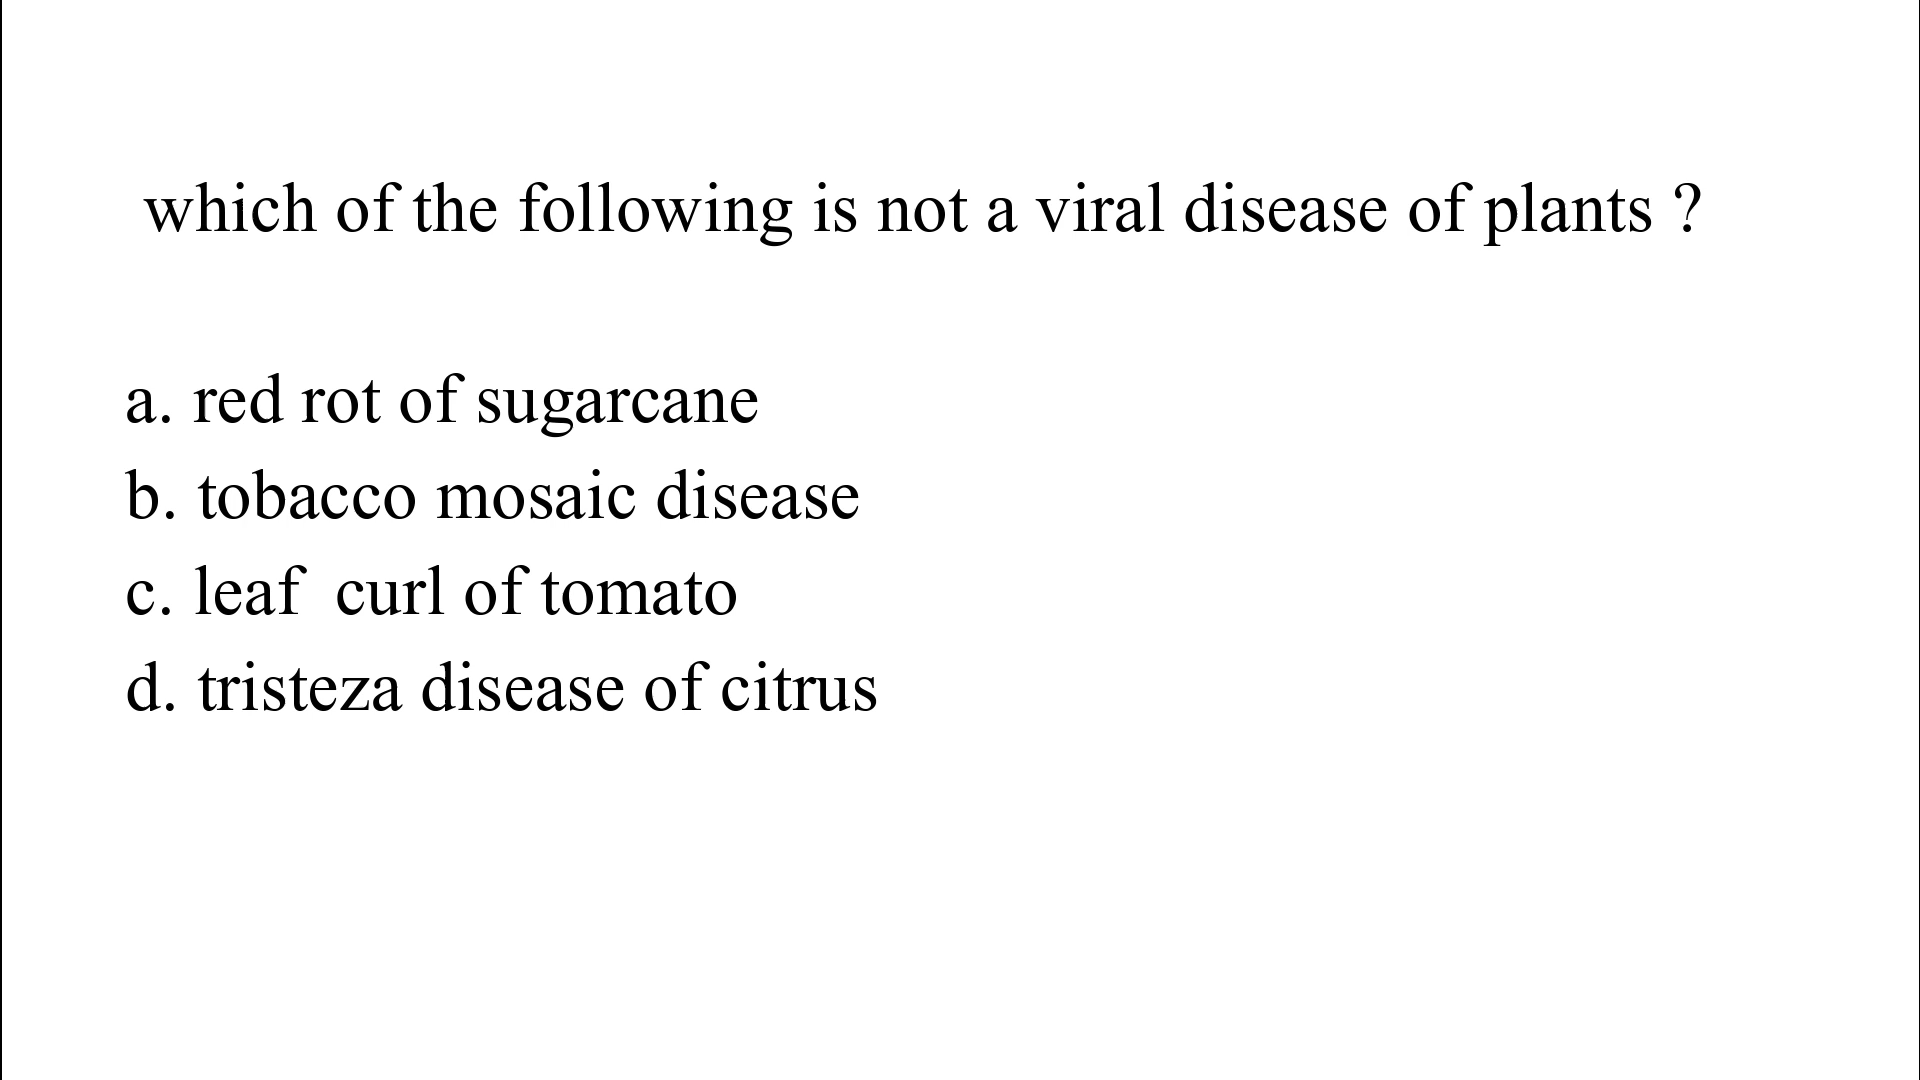 which of the following is not a viral disease of plants ?
a. red rot of sugarcane
b. tobacco mosaic disease
c. leaf  curl of tomato
d. tristeza disease of citrus